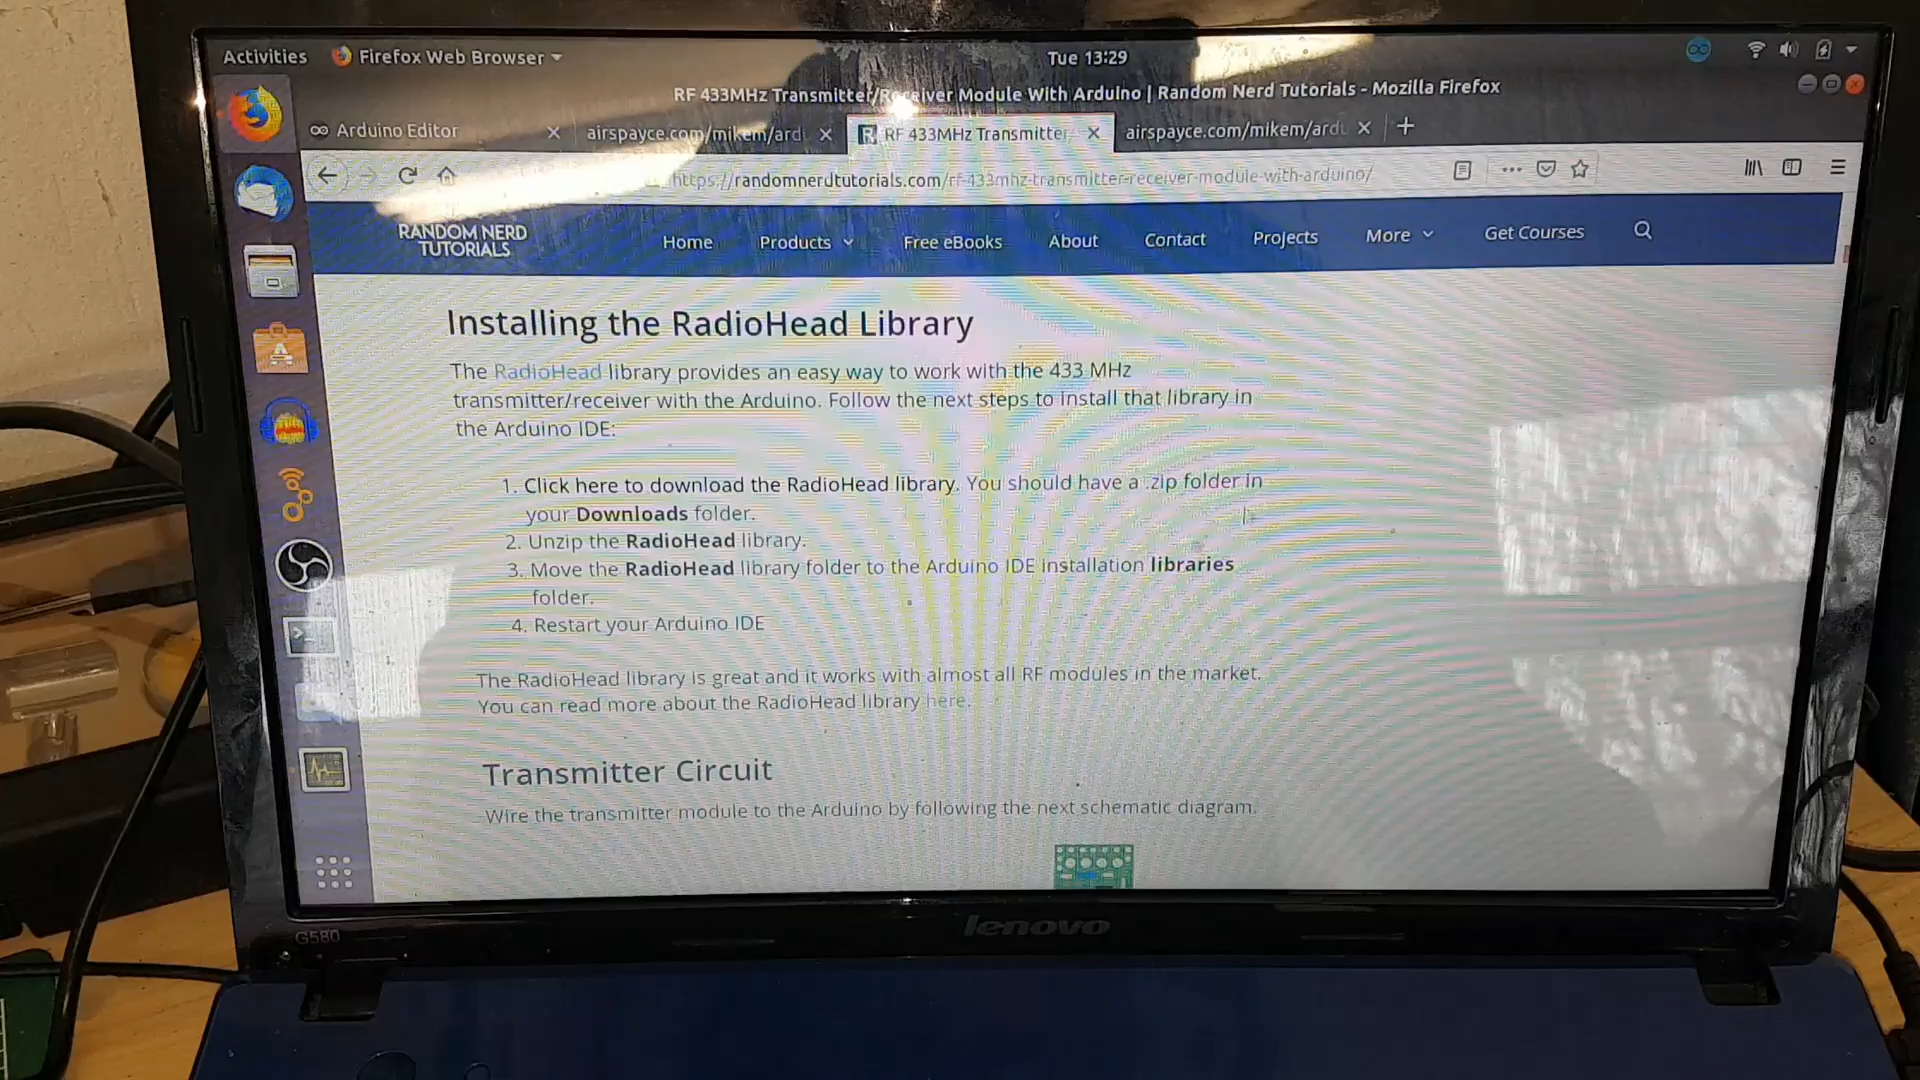 Activities Firefox Web Browser Tue 13:29
RF 433MHz Transmitter/Receiver Module With Arduino | Random Nerd Tutorials - Mozilla Firefox
Arduino Editor airspayce.com/mikem/ardu RF 433MHz Transmitter/ airspayce.com/mikem/ardu
https://randomnerdtutorials.com/rf-433mhz-transmitter-receiver-module-with-arduino/
RANDOM NERD
TUTORIALS
Home Products Free eBooks About Contact Projects More Get Courses
Installing the RadioHead Library
The RadioHead library provides an easy way to work with the 433 MHz
transmitter/receiver with the Arduino. Follow the next steps to install that library in
the Arduino IDE:
1. Click here to download the RadioHead library. You should have a .zip folder in
your Downloads folder.
2. Unzip the RadioHead library.
3. Move the RadioHead library folder to the Arduino IDE installation libraries
folder.
4. Restart your Arduino IDE
The RadioHead library is great and it works with almost all RF modules in the market.
You can read more about the RadioHead library here.
Transmitter Circuit
Wire the transmitter module to the Arduino by following the next schematic diagram.
G580
lenovo